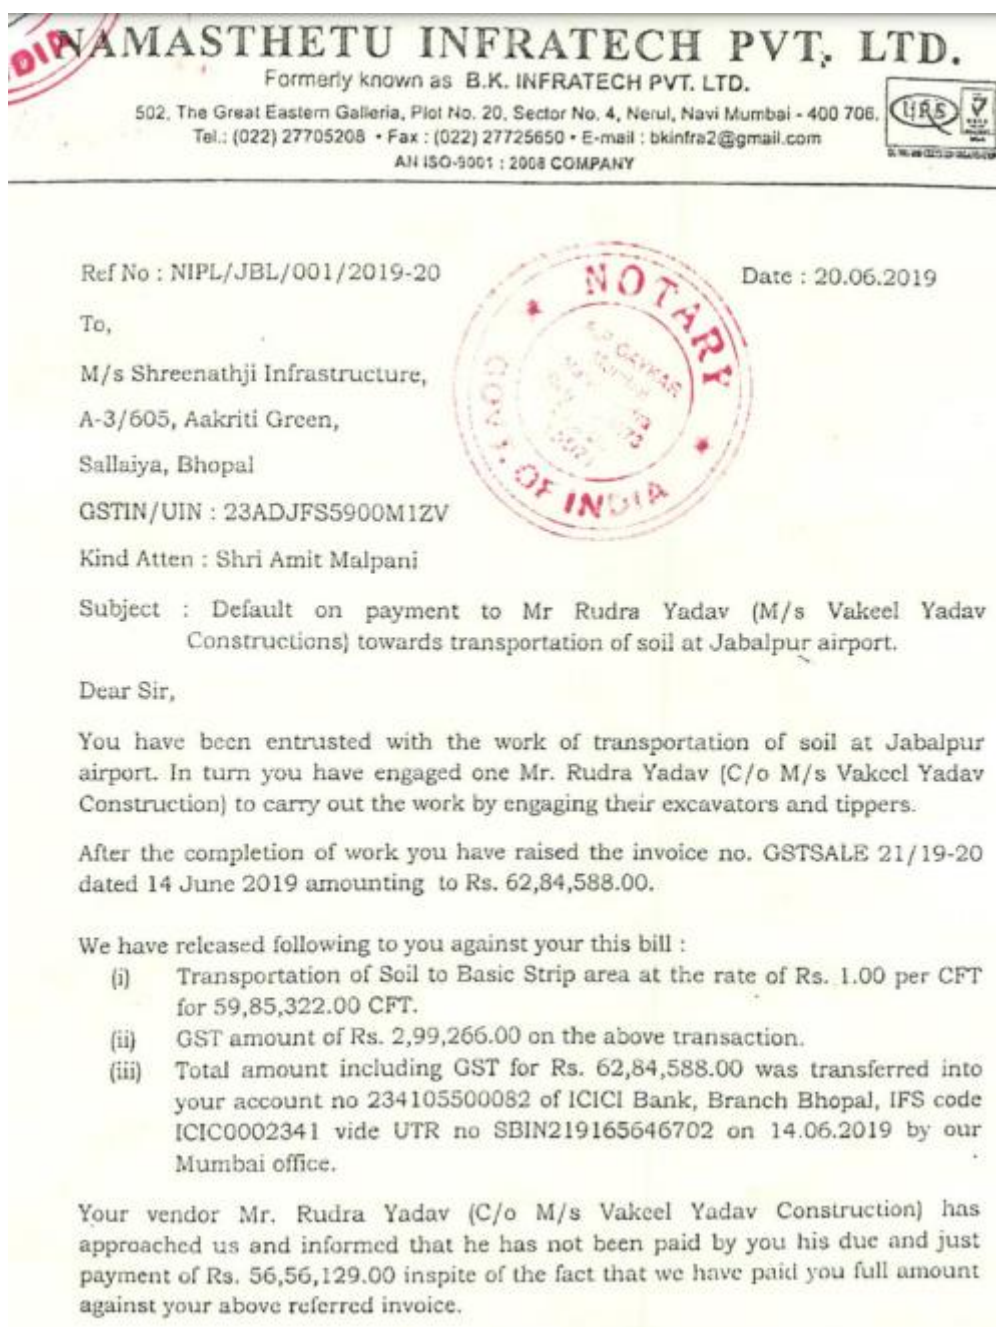 NAMASTHETU INFRATECH PVT. LTD.
Formerly known as B.K. INFRATECH PVT. LTD.
502, The Great Eastern Galleria, Plot No. 20, Sector No. 4, Nerul, Navi Mumbai - 400 706.
Tel.: (022) 27705208 • Fax : (022) 27725650 • E-mail : bkinfra2@gmail.com
AN ISO-9001 : 2008 COMPANY
URS
Ref No : NIPL/JBL/001/2019-20
Date : 20.06.2019
NOTARY
GOVT. OF INDIA
To,
M/s Shreenathji Infrastructure,
A-3/605, Aakriti Green,
Sallaiya, Bhopal
GSTIN/UIN : 23ADJFS5900M1ZV
Kind Atten : Shri Amit Malpani
Subject : Default on payment to Mr Rudra Yadav (M/s Vakeel Yadav
Constructions) towards transportation of soil at Jabalpur airport.
Dear Sir,
You have been entrusted with the work of transportation of soil at Jabalpur
airport. In turn you have engaged one Mr. Rudra Yadav (C/o M/s Vakeel Yadav
Construction) to carry out the work by engaging their excavators and tippers.
After the completion of work you have raised the invoice no. GSTSALE 21/19-20
dated 14 June 2019 amounting to Rs. 62,84,588.00.
We have released following to you against your this bill :
(i) Transportation of Soil to Basic Strip area at the rate of Rs. 1.00 per CFT
for 59,85,322.00 CFT.
(ii) GST amount of Rs. 2,99,266.00 on the above transaction.
(iii) Total amount including GST for Rs. 62,84,588.00 was transferred into
your account no 234105500082 of ICICI Bank, Branch Bhopal, IFS code
ICIC0002341 vide UTR no SBIN219165646702 on 14.06.2019 by our
Mumbai office.
Your vendor Mr. Rudra Yadav (C/o M/s Vakeel Yadav Construction) has
approached us and informed that he has not been paid by you his due and just
payment of Rs. 56,56,129.00 inspite of the fact that we have paid you full amount
against your above referred invoice.